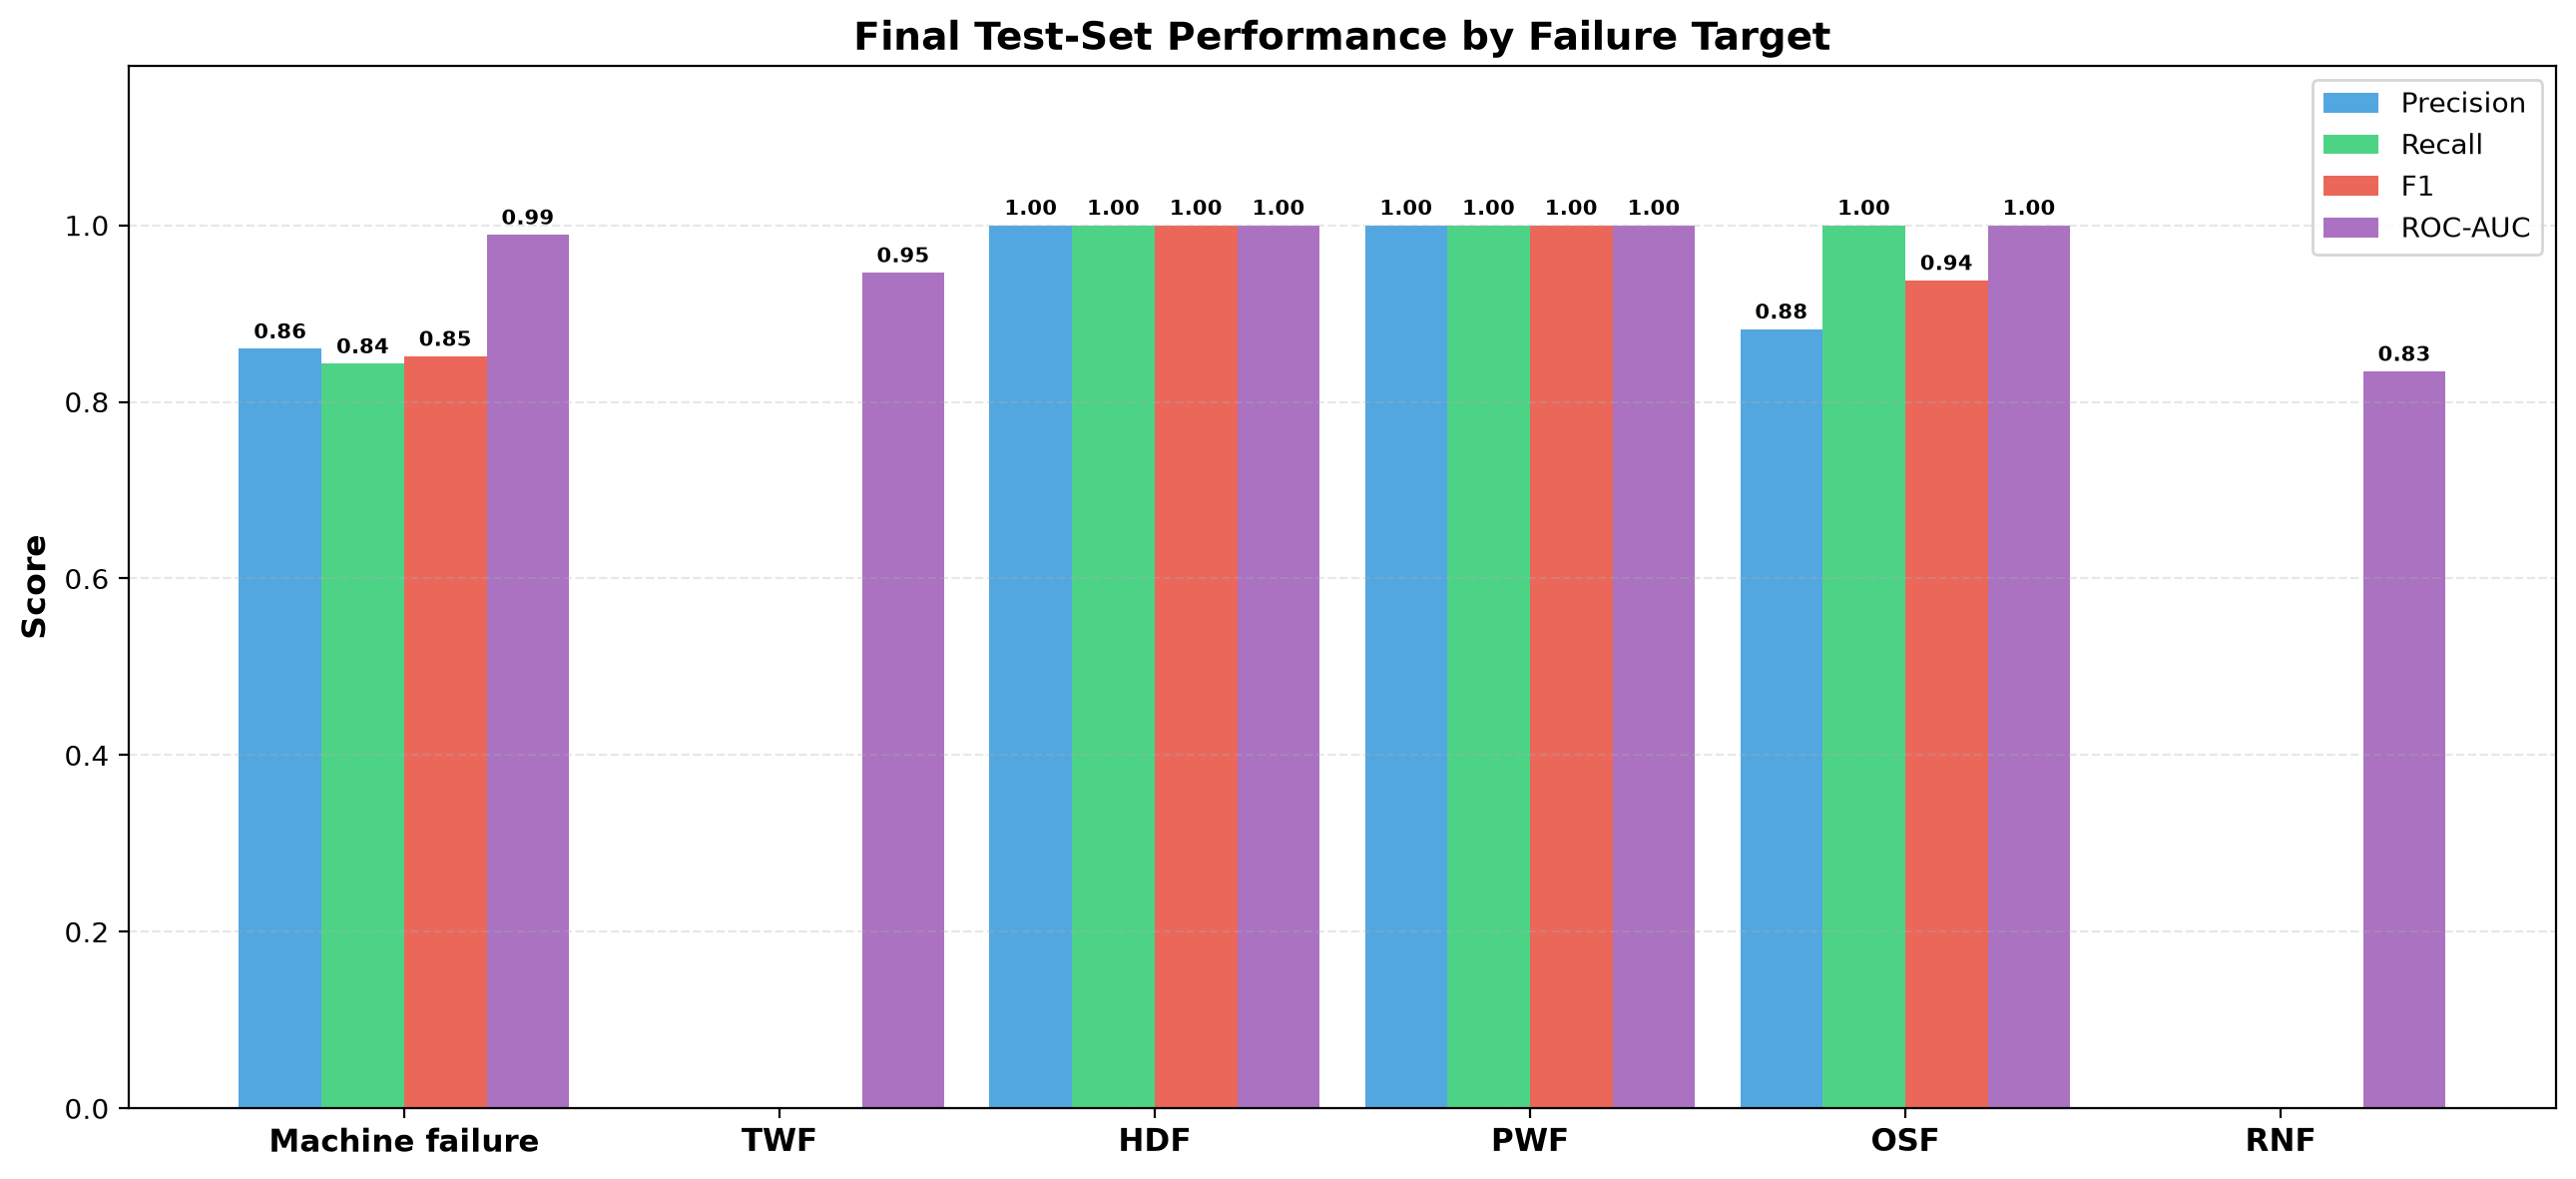 Final Test-Set Performance by Failure Target
Precision
Recall
F1
ROC-AUC
Score
1.0
0.8
0.6
0.4
0.2
0.0
0.86
0.84
0.85
0.99
0.95
1.00 1.00 1.00 1.00
1.00 1.00 1.00 1.00
0.88
1.00
0.94
1.00
0.83
Machine failure TWF HDF PWF OSF RNF